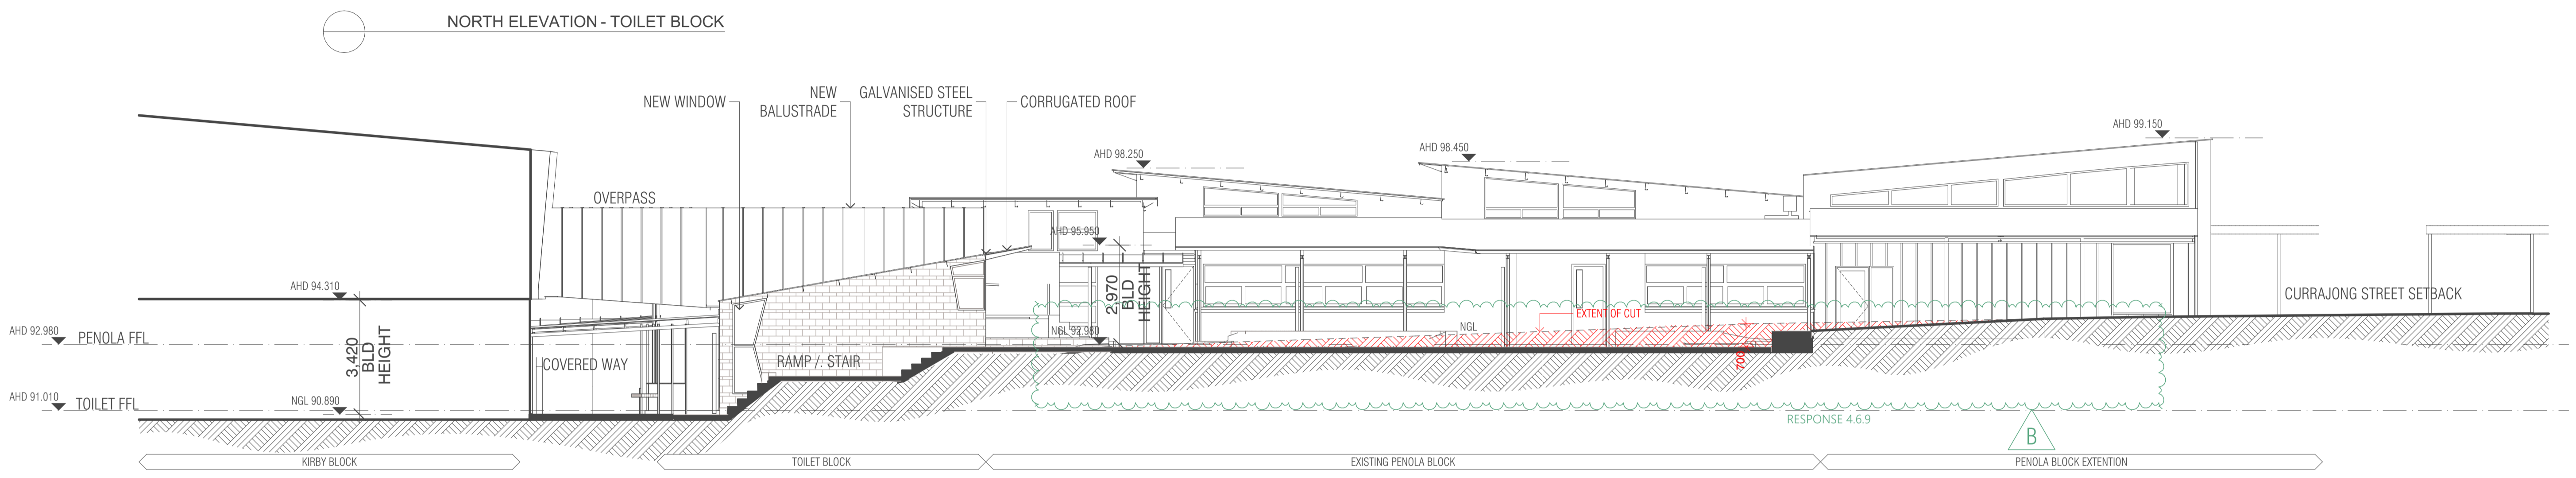 NORTH ELEVATION - TOILET BLOCK
NEW WINDOW
NEW
BALUSTRADE
GALVANISED STEEL
STRUCTURE
CORRUGATED ROOF
AHD 99.150
AHD 98.250
AHD 98.450
OVERPASS
AHD 95.950
AHD 94.310
2,970
BLD
HEIGHT
CURRAJONG STREET SETBACK
EXTENT OF CUT
NGL
AHD 92.980
PENOLA FFL
NGL 92.980
3,420
BLD
HEIGHT
COVERED WAY
RAMP /. STAIR
700
AHD 91.010
TOILET FFL
NGL 90.890
RESPONSE 4.6.9
B
KIRBY BLOCK
TOILET BLOCK
EXISTING PENOLA BLOCK
PENOLA BLOCK EXTENTION